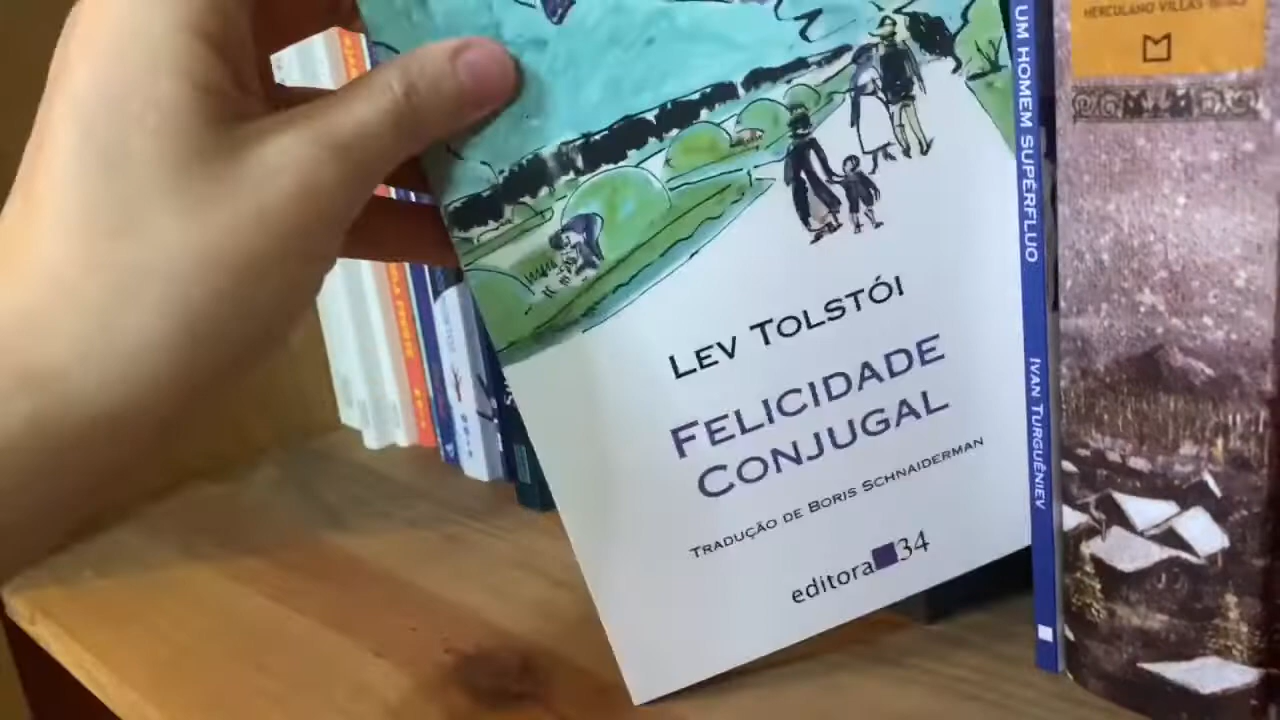 LEV TOLSTÓI
FELICIDADE
CONJUGAL
TRADUÇÃO DE BORIS SCHNAIDERMAN
editora 34
UM HOMEM SUPÉRFLUO
IVAN TURGUÊNIEV
HERCULANO VILLAS-BOAS